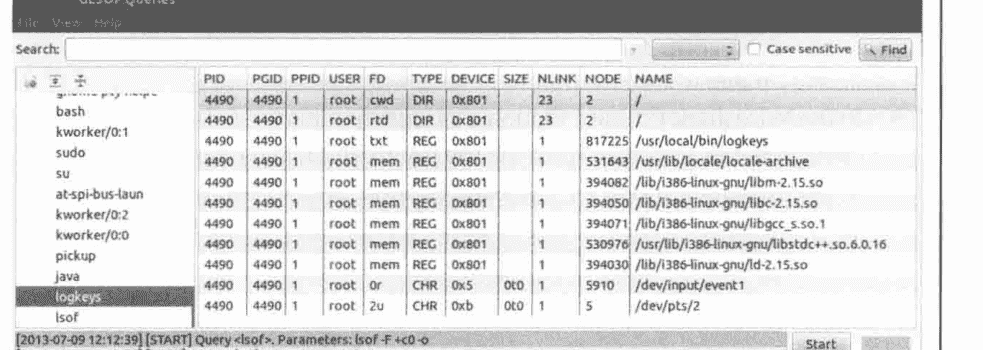 GLSOF Queries
File View Help
Search: Case sensitive Find
PID PGID PPID USER FD TYPE DEVICE SIZE NLINK NODE NAME
4490 4490 1 root cwd DIR 0x801 23 2 /
4490 4490 1 root rtd DIR 0x801 23 2 /
4490 4490 1 root txt REG 0x801 1 817225 /usr/local/bin/logkeys
4490 4490 1 root mem REG 0x801 1 531643 /usr/lib/locale/locale-archive
4490 4490 1 root mem REG 0x801 1 394082 /lib/i386-linux-gnu/libm-2.15.so
4490 4490 1 root mem REG 0x801 1 394050 /lib/i386-linux-gnu/libc-2.15.so
4490 4490 1 root mem REG 0x801 1 394071 /lib/i386-linux-gnu/libgcc_s.so.1
4490 4490 1 root mem REG 0x801 1 530976 /usr/lib/i386-linux-gnu/libstdc++.so.6.0.16
4490 4490 1 root mem REG 0x801 1 394030 /lib/i386-linux-gnu/ld-2.15.so
4490 4490 1 root 0r CHR 0x5 0t0 1 5910 /dev/input/event1
4490 4490 1 root 2u CHR 0xb 0t0 1 5 /dev/pts/2
bash
kworker/0:1
sudo
su
at-spi-bus-laun
kworker/0:2
kworker/0:0
pickup
java
logkeys
lsof
[2013-07-09 12:12:39] [START] Query <lsof>. Parameters: lsof -F +c0 -o
Start